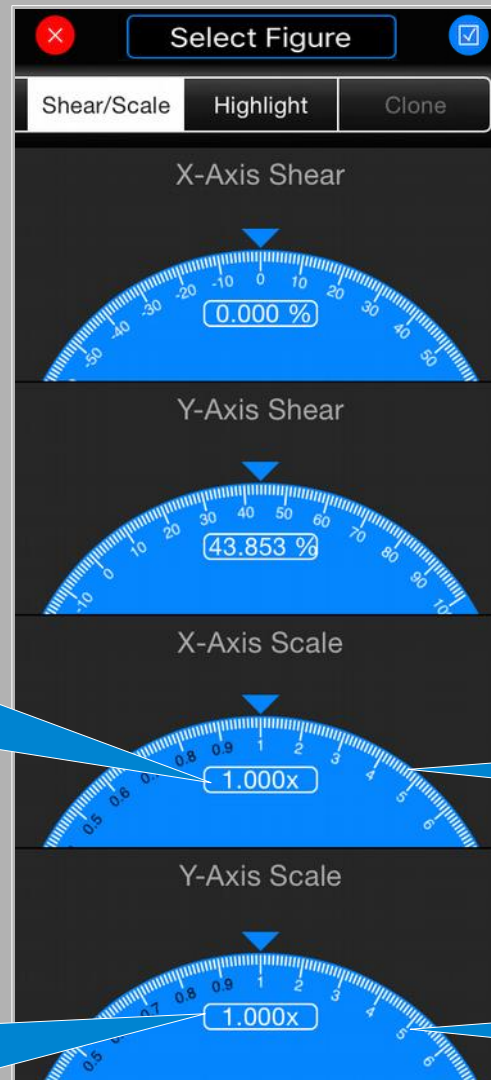 Select Figure
Shear/Scale Highlight Clone
X-Axis Shear
-50 -40 -30 -20 -10 0 10 20 30 40 50
0.000 %
Y-Axis Shear
-10 0 10 20 30 40 50 60 70 80 90
43.853 %
X-Axis Scale
0.5 0.6 0.8 0.9 1 2 3 4 5 6
1.000x
Y-Axis Scale
0.5 0.7 0.8 0.9 1 2 3 4 5 6
1.000x